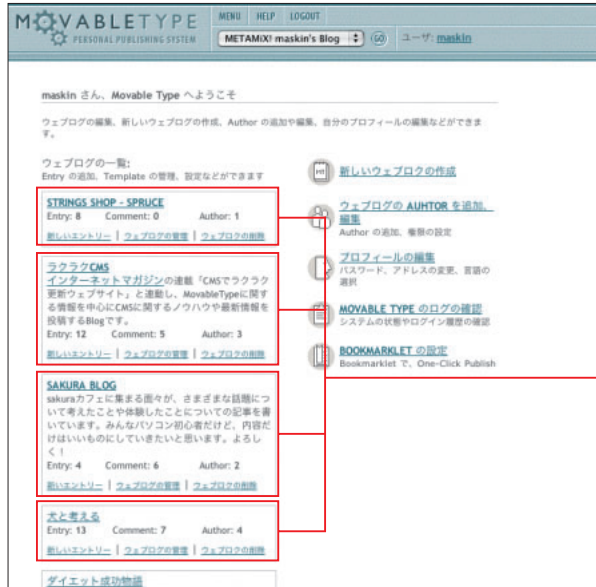 MOVABLETYPE
PERSONAL PUBLISHING SYSTEM
MENU HELP LOGOUT
METAMiX! maskin's Blog GO ユーザ: maskin
maskin さん、Movable Type へようこそ
ウェブログの編集、新しいウェブログの作成、Author の追加や編集、自分のプロフィールの編集などができま
す。
ウェブログの一覧:
Entry の追加、Template の管理、設定などができます
STRINGS SHOP - SPRUCE
Entry: 8 Comment: 0 Author: 1
新しいエントリー | ウェブログの管理 | ウェブログの削除
ラクラクCMS
インターネットマガジンの連載「CMSでラクラク
更新ウェブサイト」と連動し、MovableTypeに関す
る情報を中心にCMSに関するノウハウや最新情報を
投稿するBlogです。
Entry: 12 Comment: 5 Author: 3
新しいエントリー | ウェブログの管理 | ウェブログの削除
SAKURA BLOG
sakuraカフェに集まる面々が、さまざまな話題につ
いて考えたことや体験したことについての記事を書
いています。みんなパソコン初心者だけど、内容だ
けはいいものにしていきたいと思います。よろし
く!
Entry: 4 Comment: 6 Author: 2
新しいエントリー | ウェブログの管理 | ウェブログの削除
犬と考える
Entry: 13 Comment: 7 Author: 4
新しいエントリー | ウェブログの管理 | ウェブログの削除
ダイエット成功物語
新しいウェブログの作成
ウェブログの AUHTOR を追加、
編集
Author の追加、権限の設定
プロフィールの編集
パスワード、アドレスの変更、言語の
選択
MOVABLE TYPE のログの確認
システムの状態やログイン履歴の確認
BOOKMARKLET の設定
Bookmarklet で、One-Click Publish